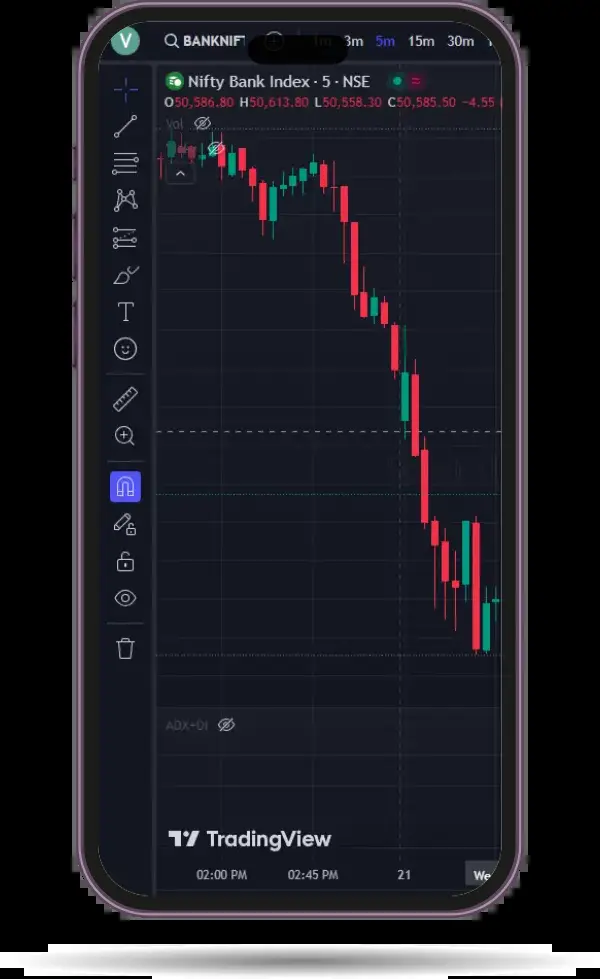 V BANKNIF 1m 3m 5m 15m 30m
Nifty Bank Index · 5 · NSE
O50,586.80 H50,613.80 L50,558.30 C50,585.50 −4.55
Vol
T
ADX+DI
TradingView
02:00 PM 02:45 PM 21 We